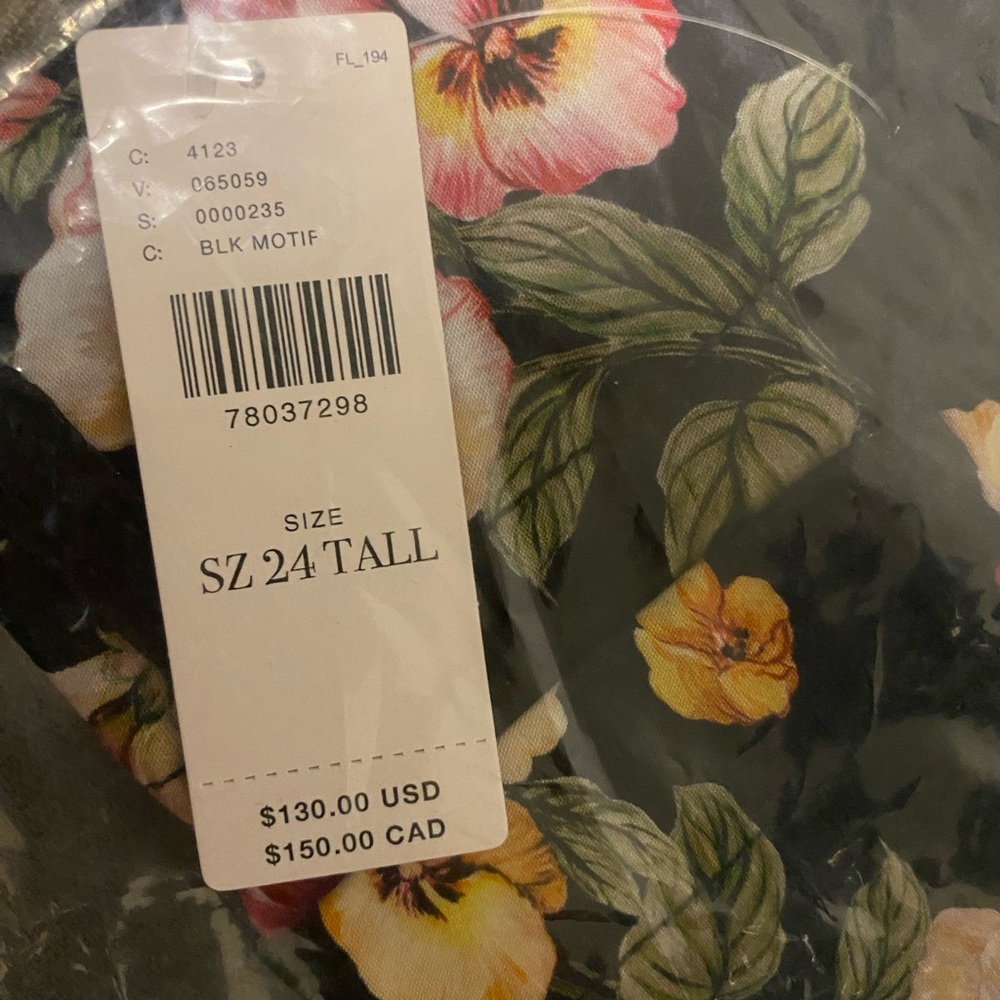 FL_194
C: 4123
V: 065059
S: 0000235
C: BLK MOTIF
78037298
SIZE
SZ 24 TALL
$130.00 USD
$150.00 CAD